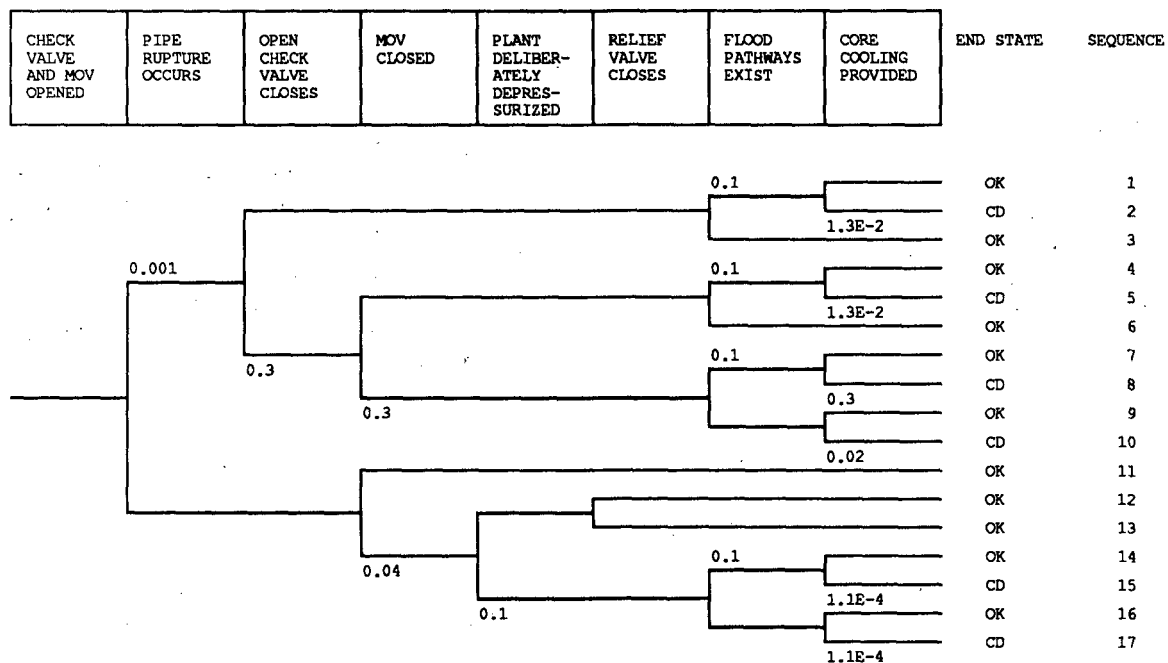 CHECK
VALVE
AND MOV
OPENED
PIPE
RUPTURE
OCCURS
OPEN
CHECK
VALVE
CLOSES
MOV
CLOSED
PLANT
DELIBER-
ATELY
DEPRES-
SURIZED
RELIEF
VALVE
CLOSES
FLOOD
PATHWAYS
EXIST
CORE
COOLING
PROVIDED
END STATE
SEQUENCE
0.1
OK 1
CD 2
1.3E-2
OK 3
0.001
0.1
OK 4
CD 5
1.3E-2
OK 6
0.3
0.1
OK 7
CD 8
0.3
0.3
OK 9
CD 10
0.02
OK 11
OK 12
OK 13
0.04
0.1
OK 14
CD 15
0.1
1.1E-4
OK 16
CD 17
1.1E-4